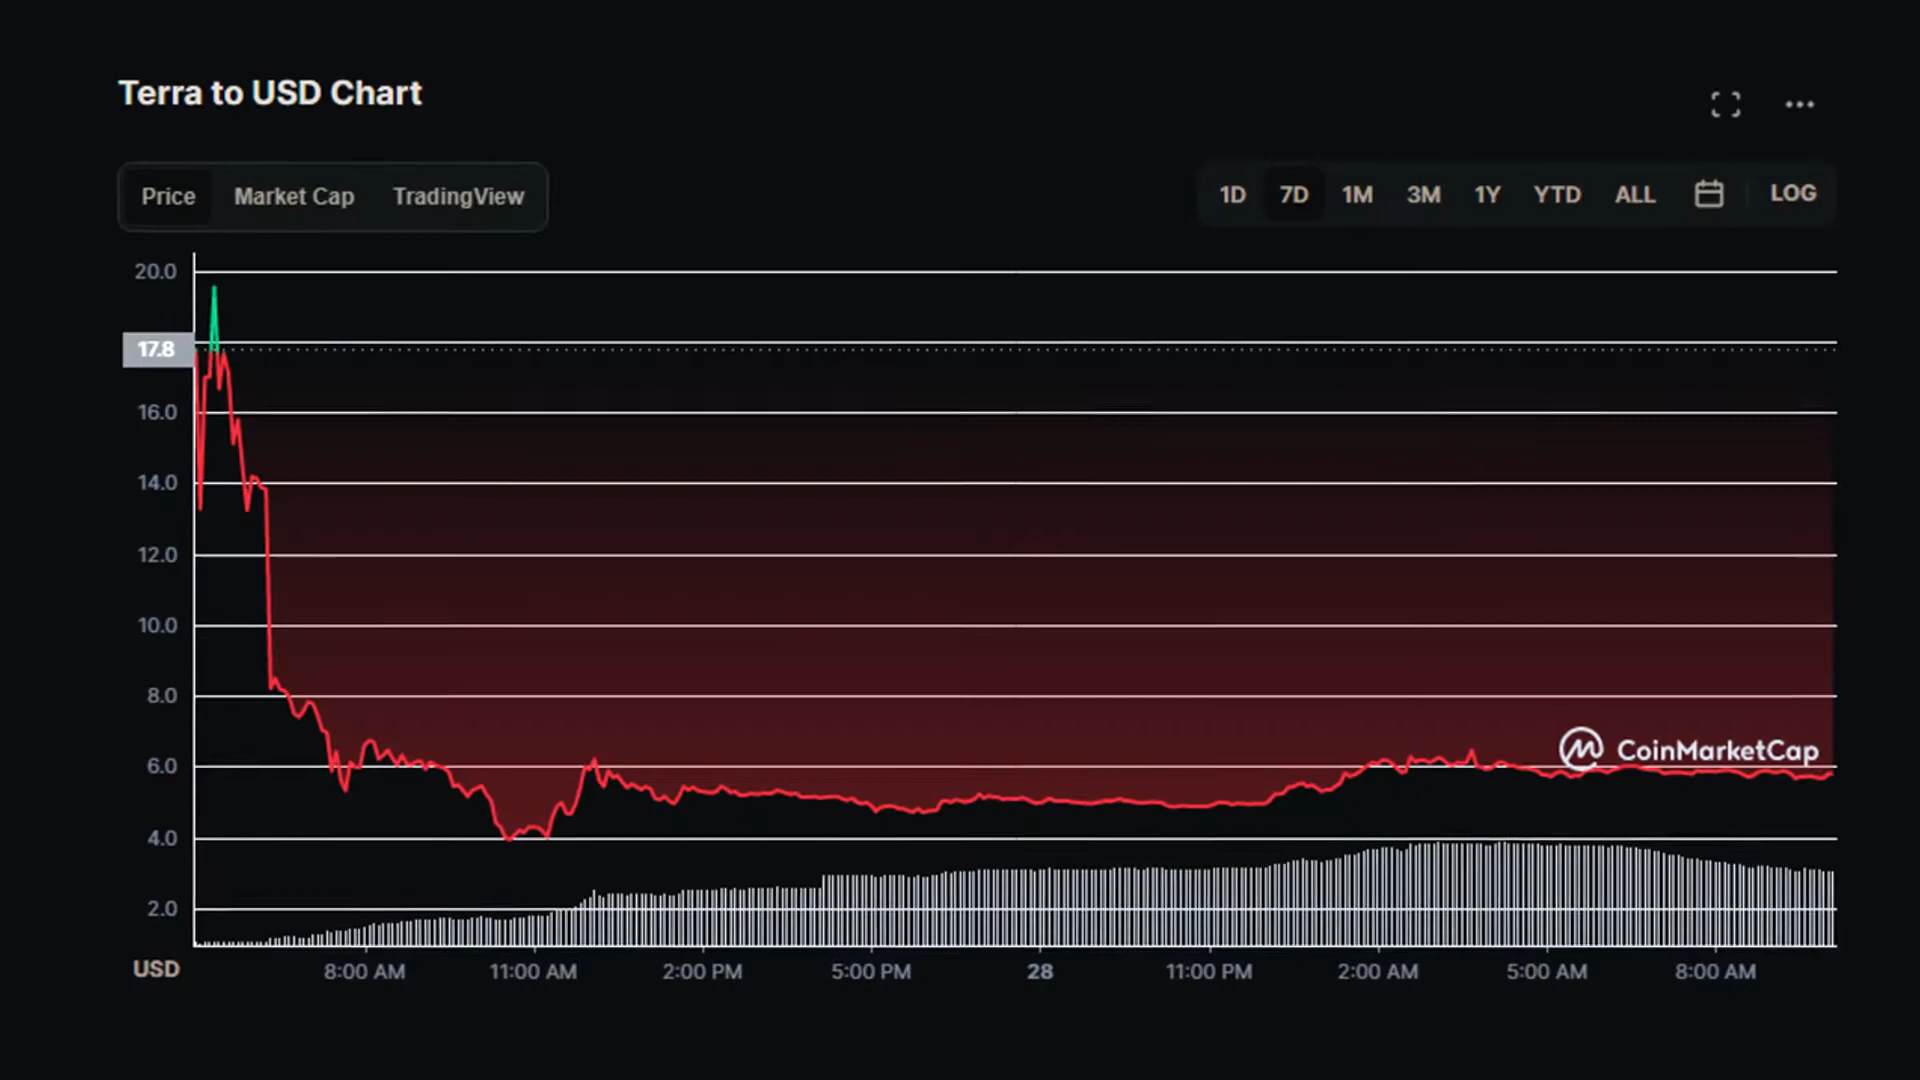 Terra to USD Chart
Price Market Cap TradingView
1D 7D 1M 3M 1Y YTD ALL LOG
20.0
17.8
16.0
14.0
12.0
10.0
8.0
6.0
CoinMarketCap
4.0
2.0
USD 8:00 AM 11:00 AM 2:00 PM 5:00 PM 28 11:00 PM 2:00 AM 5:00 AM 8:00 AM